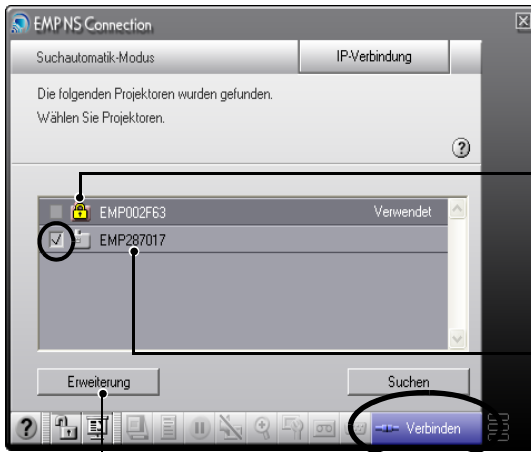 EMP NS Connection
Suchautomatik-Modus
IP-Verbindung
Die folgenden Projektoren wurden gefunden.
Wählen Sie Projektoren.
?
EMP002F63 Verwendet
EMP287017
Erweiterung
Suchen
? Verbinden